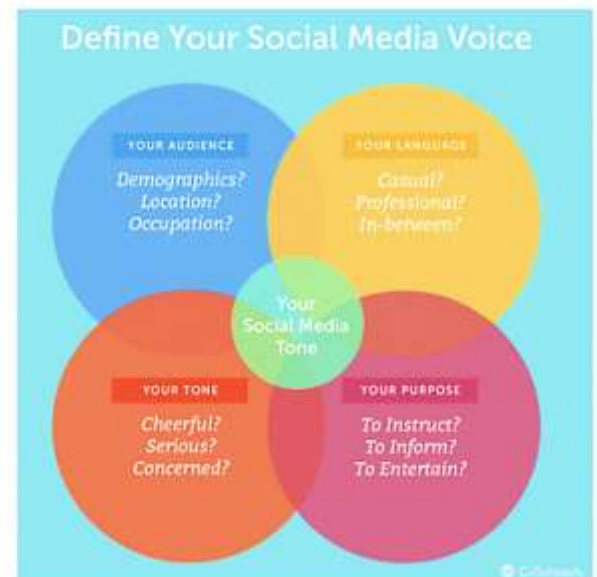 Define Your Social Media Voice
YOUR AUDIENCE
Demographics?
Location?
Occupation?
YOUR LANGUAGE
Casual?
Professional?
In-between?
Your
Social Media
Tone
YOUR TONE
Cheerful?
Serious?
Concerned?
YOUR PURPOSE
To Instruct?
To Inform?
To Entertain?